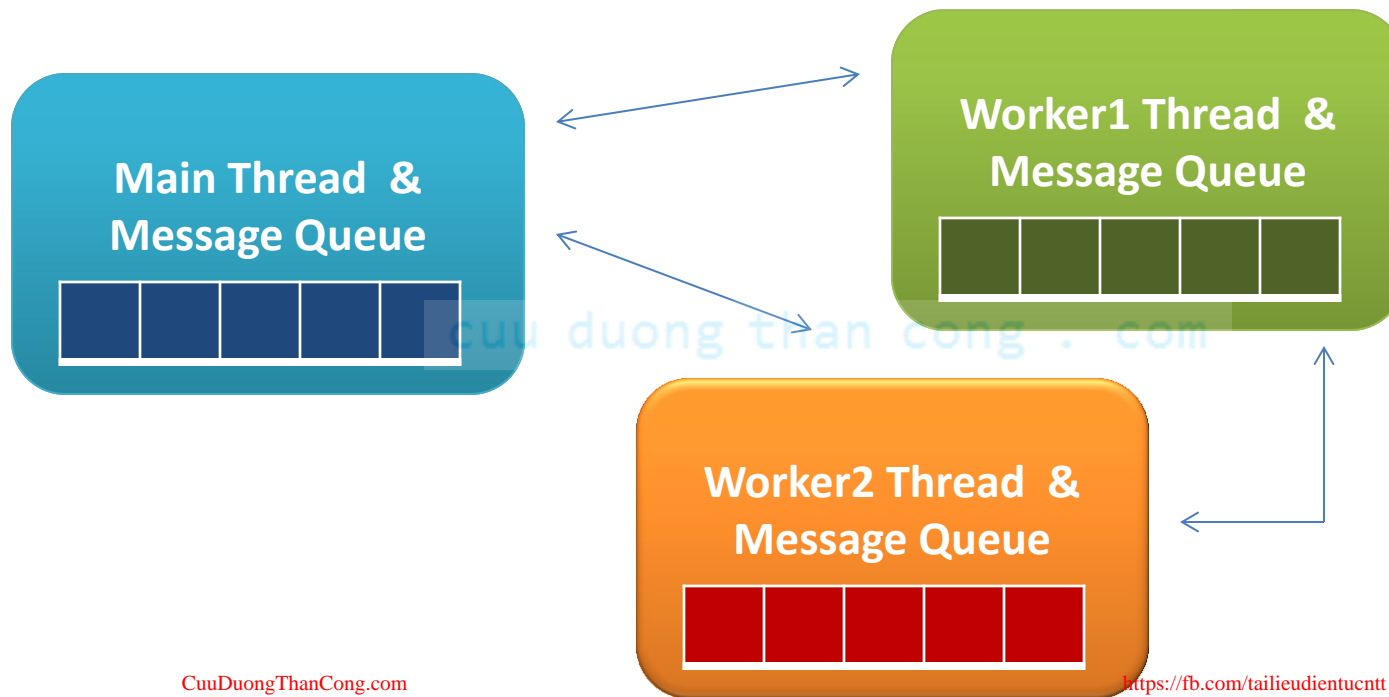 Main Thread &
Message Queue
Worker1 Thread &
Message Queue
cuu duong than cong . com
Worker2 Thread &
Message Queue
CuuDuongThanCong.com
https://fb.com/tailieudientucntt